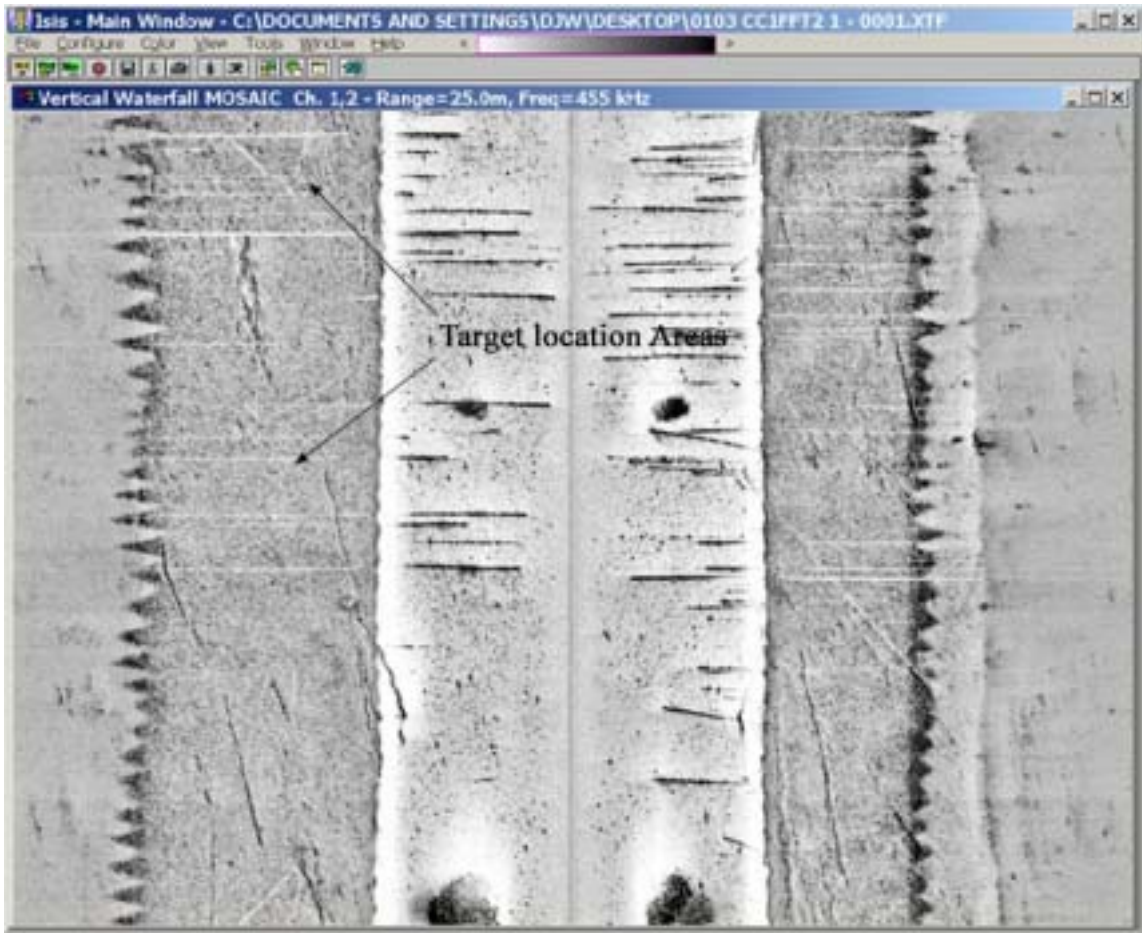 Isis - Main Window - C:\DOCUMENTS AND SETTINGS\DJW\DESKTOP\0103 CC1FFT2 1 - 0001.XTF
File Configure Color View Tools Window Help
Vertical Waterfall MOSAIC Ch. 1,2 - Range=25.0m, Freq=455 kHz
Target location Areas